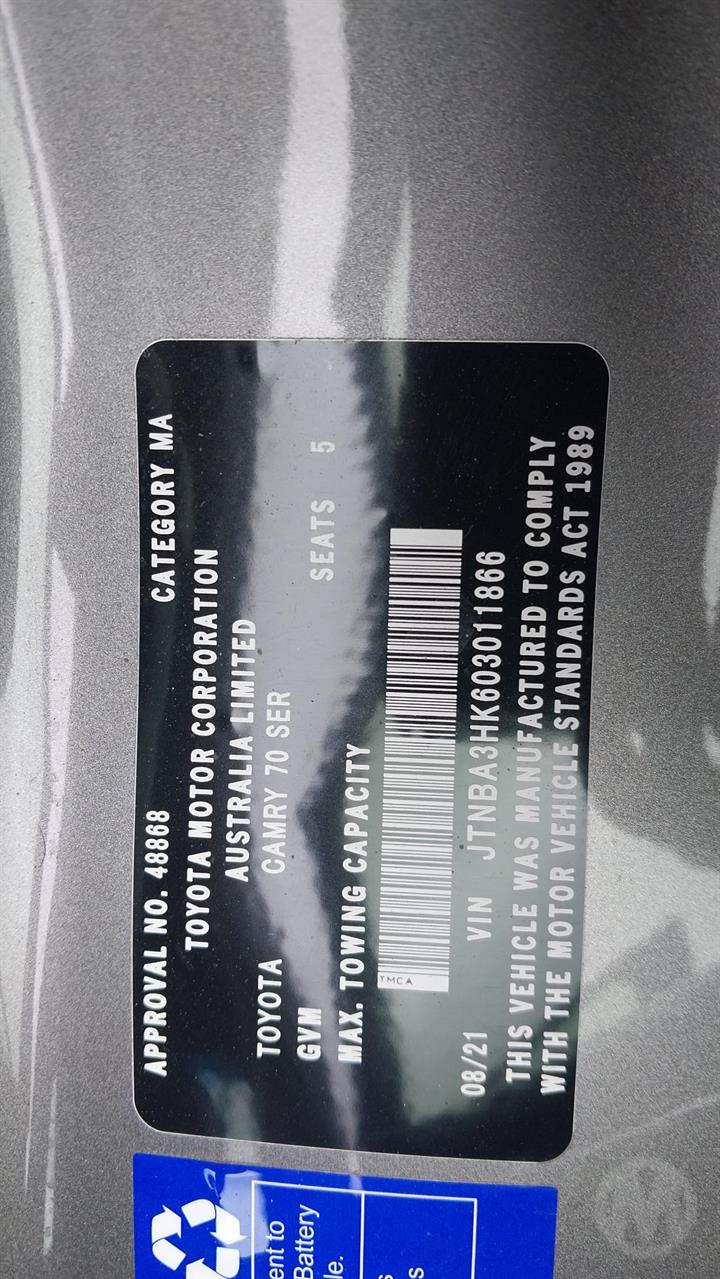 APPROVAL NO. 48868 CATEGORY MA
TOYOTA MOTOR CORPORATION
AUSTRALIA LIMITED
TOYOTA CAMRY 70 SER
GVM SEATS 5
MAX. TOWING CAPACITY
TMCA
08/21 VIN JTNBA3HK603011866
THIS VEHICLE WAS MANUFACTURED TO COMPLY
WITH THE MOTOR VEHICLE STANDARDS ACT 1989
ent to
Battery
le.
s